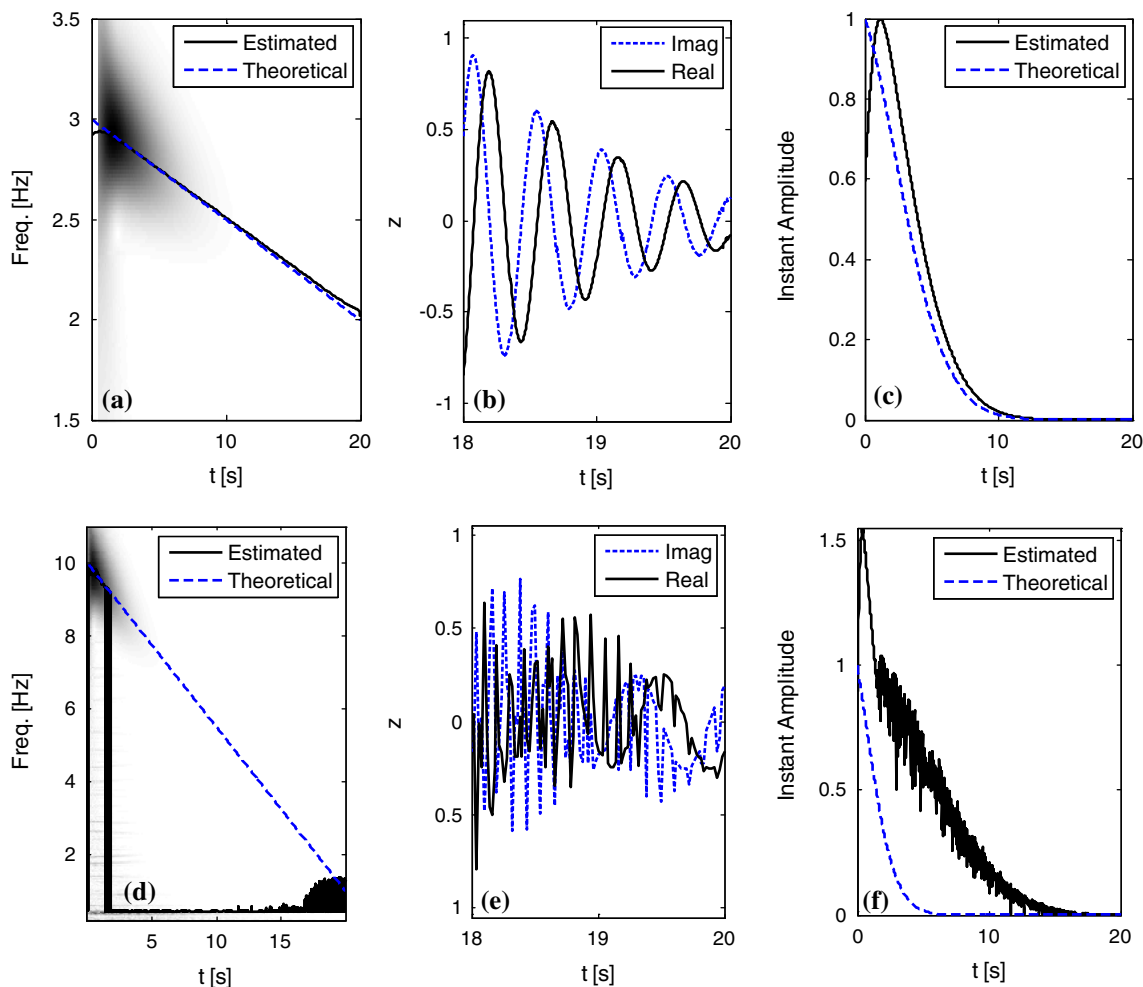 3.5
3
2.5
2
1.5
Freq. [Hz]
Estimated
Theoretical
(a)
0
10
20
t [s]
1
0.5
0
-0.5
-1
z
Imag
Real
(b)
18
19
20
t [s]
1
0.8
0.6
0.4
0.2
0
Instant Amplitude
Estimated
Theoretical
(c)
0
10
20
t [s]
10
8
6
4
2
Freq. [Hz]
Estimated
Theoretical
(d)
5
10
15
t [s]
1
0.5
0
0.5
1
z
Imag
Real
(e)
18
19
20
t [s]
1.5
1
0.5
0
Instant Amplitude
Estimated
Theoretical
(f)
0
10
20
t [s]